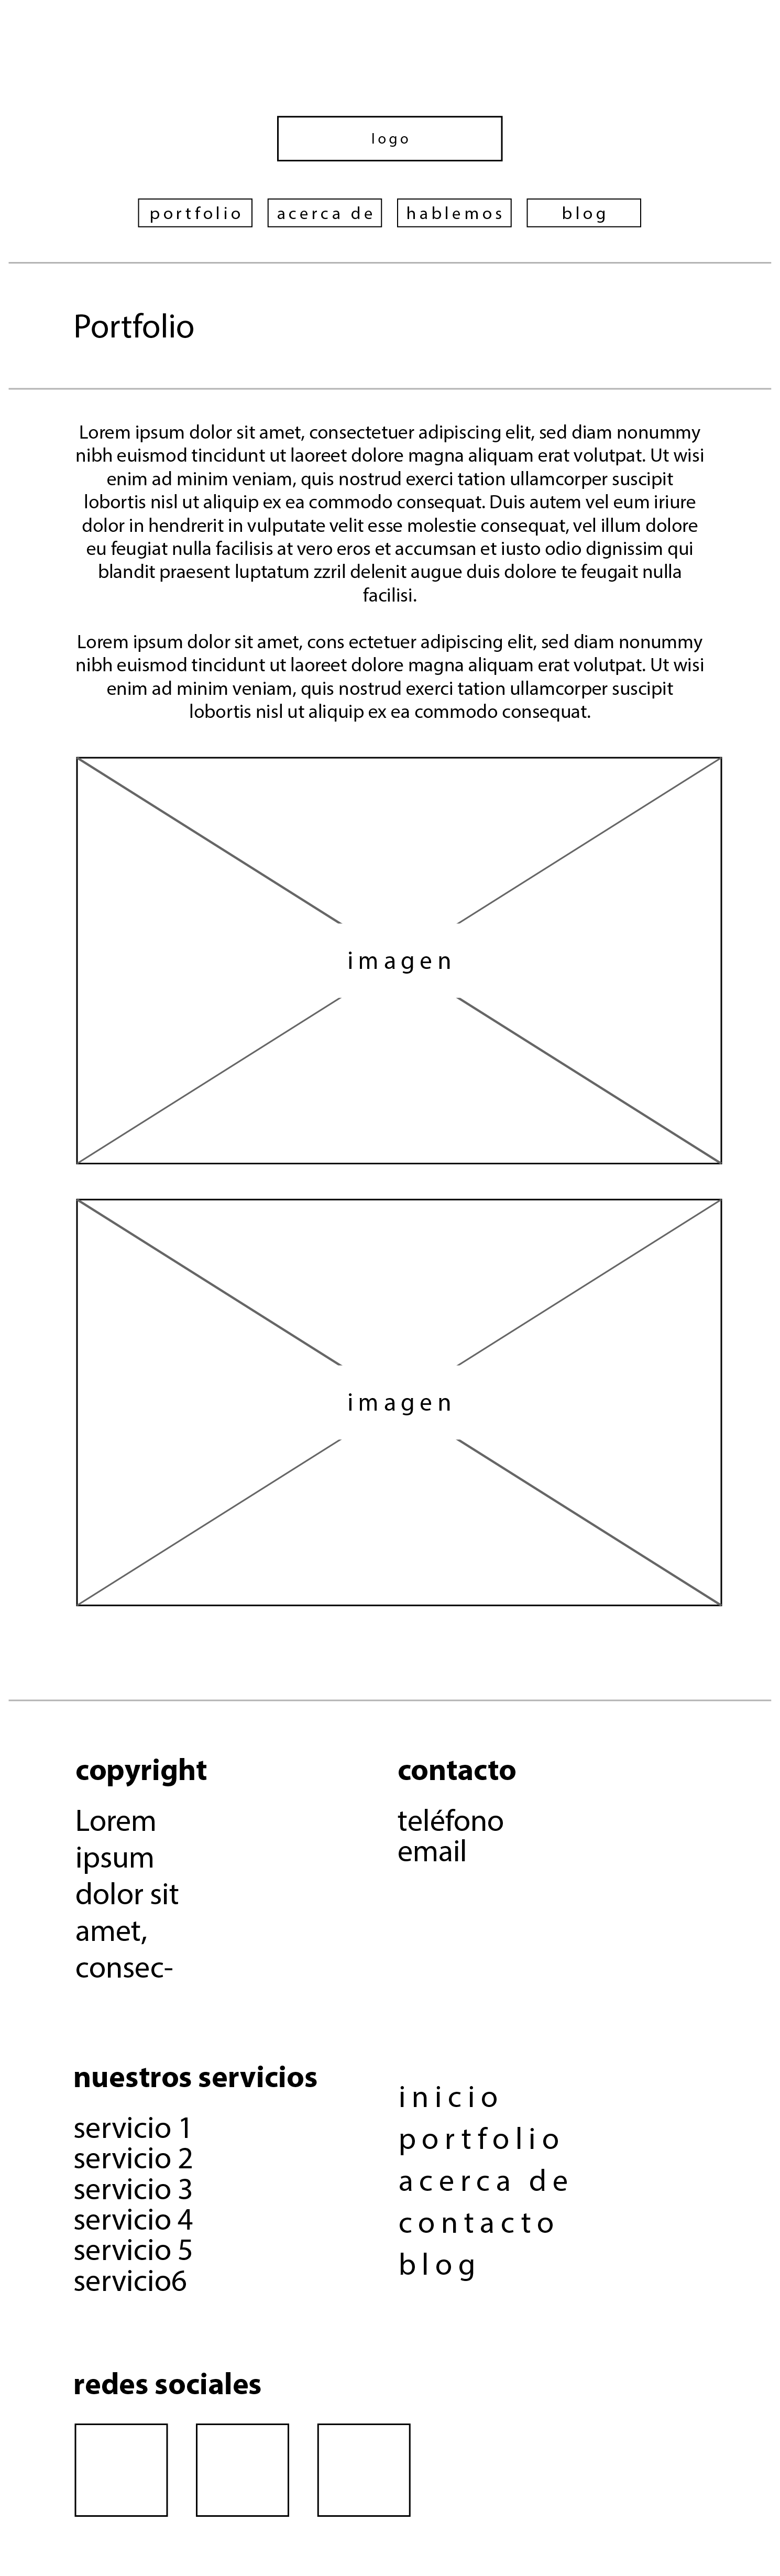 logo
portfolio
acerca de
hablemos
blog
Portfolio
Lorem ipsum dolor sit amet, consectetuer adipiscing elit, sed diam nonummy
nibh euismod tincidunt ut laoreet dolore magna aliquam erat volutpat. Ut wisi
enim ad minim veniam, quis nostrud exerci tation ullamcorper suscipit
lobortis nisl ut aliquip ex ea commodo consequat. Duis autem vel eum iriure
dolor in hendrerit in vulputate velit esse molestie consequat, vel illum dolore
eu feugiat nulla facilisis at vero eros et accumsan et iusto odio dignissim qui
blandit praesent luptatum zzril delenit augue duis dolore te feugait nulla
facilisi.
Lorem ipsum dolor sit amet, cons ectetuer adipiscing elit, sed diam nonummy
nibh euismod tincidunt ut laoreet dolore magna aliquam erat volutpat. Ut wisi
enim ad minim veniam, quis nostrud exerci tation ullamcorper suscipit
lobortis nisl ut aliquip ex ea commodo consequat.
imagen
imagen
copyright
Lorem
ipsum
dolor sit
amet,
consec-
contacto
teléfono
email
nuestros servicios
servicio 1
servicio 2
servicio 3
servicio 4
servicio 5
servicio6
inicio
portfolio
acerca de
contacto
blog
redes sociales